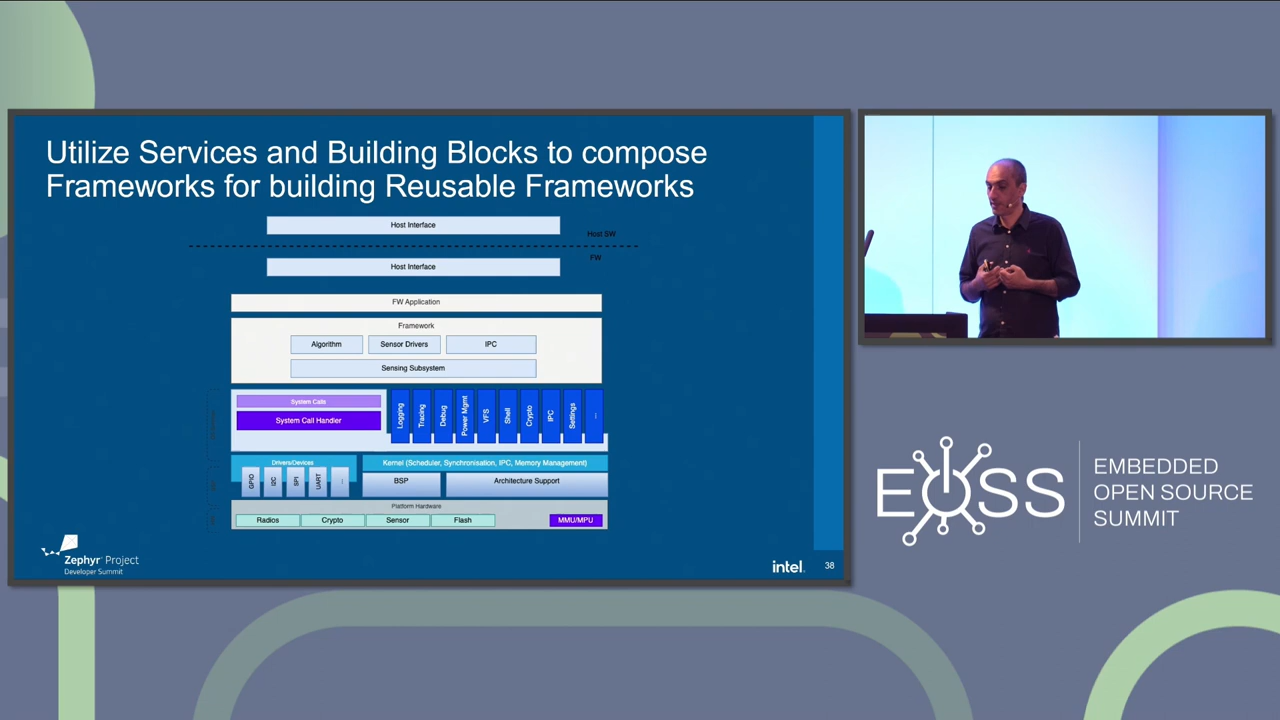 Utilize Services and Building Blocks to compose
Frameworks for building Reusable Frameworks
Host Interface
Host SW
FW
Host Interface
FW Application
Framework
Algorithm
Sensor Drivers
IPC
Sensing Subsystem
System Calls
System Call Handler
Logging
Tracing
Debug
Power Mgmt
VFS
Shell
Crypto
IPC
Settings
...
Drivers/Devices
GPIO
I2C
SPI
UART
...
Kernel (Scheduler, Synchronisation, IPC, Memory Management)
BSP
Architecture Support
Platform Hardware
Radios
Crypto
Sensor
Flash
MMU/MPU
Zephyr Project
Developer Summit
intel.
38
EOSS
EMBEDDED
OPEN SOURCE
SUMMIT